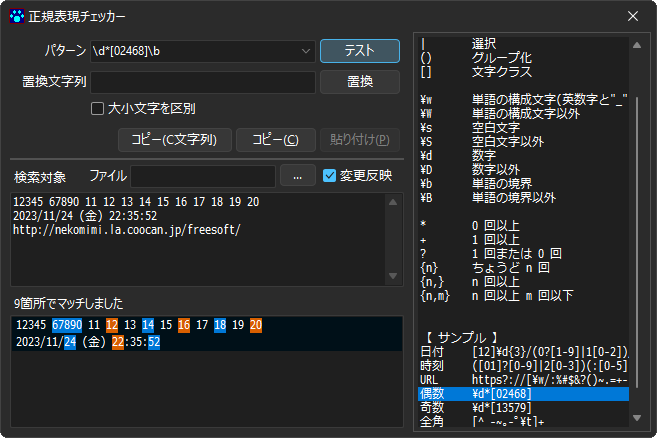 正規表現チェッカー
パターン \d*[02468]\b テスト
置換文字列 置換
大小文字を区別
コピー(C文字列) コピー(C) 貼り付け(P)
検索対象 ファイル ... 変更反映
12345 67890 11 12 13 14 15 16 17 18 19 20
2023/11/24 (金) 22:35:52
http://nekomimi.la.coocan.jp/freesoft/
9箇所でマッチしました
12345 67890 11 12 13 14 15 16 17 18 19 20
2023/11/24 (金) 22:35:52
| 選択
() グループ化
[] 文字クラス
¥w 単語の構成文字(英数字と"_"
¥W 単語の構成文字以外
¥s 空白文字
¥S 空白文字以外
¥d 数字
¥D 数字以外
¥b 単語の境界
¥B 単語の境界以外
* 0 回以上
+ 1 回以上
? 1 回または 0 回
{n} ちょうど n 回
{n,} n 回以上
{n,m} n 回以上 m 回以下
【 サンプル 】
日付 [12]¥d{3}/(0?[1-9]|1[0-2])/
時刻 ([01]?[0-9]|2[0-3])(:[0-5]
URL https?://[¥w/:%#$&?()~.=+-
偶数 ¥d*[02468]
奇数 ¥d*[13579]
全角 [^ -~｡-ﾟ¥t]+